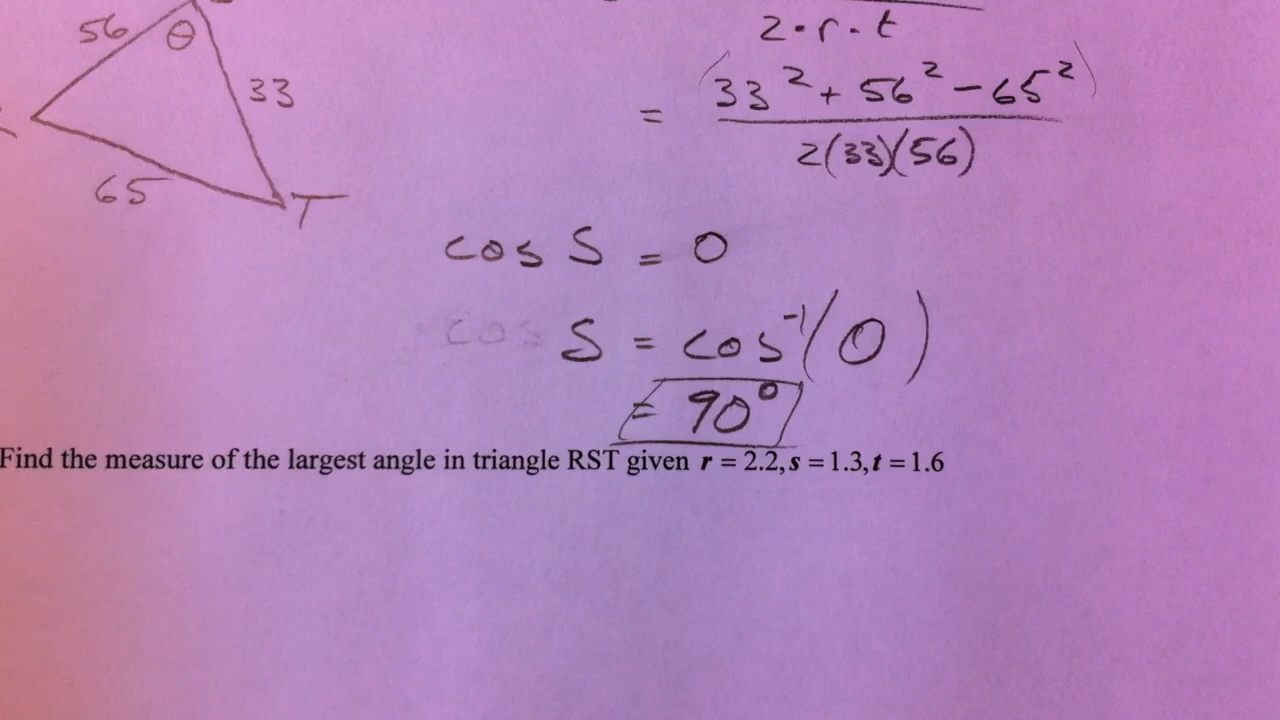 56
θ
33
65
T
2·r·t
= (33² + 56² - 65²)
2(33)(56)
cos S = 0
cos S = cos⁻¹(0)
= 90°
Find the measure of the largest angle in triangle RST given r = 2.2, s = 1.3, t = 1.6